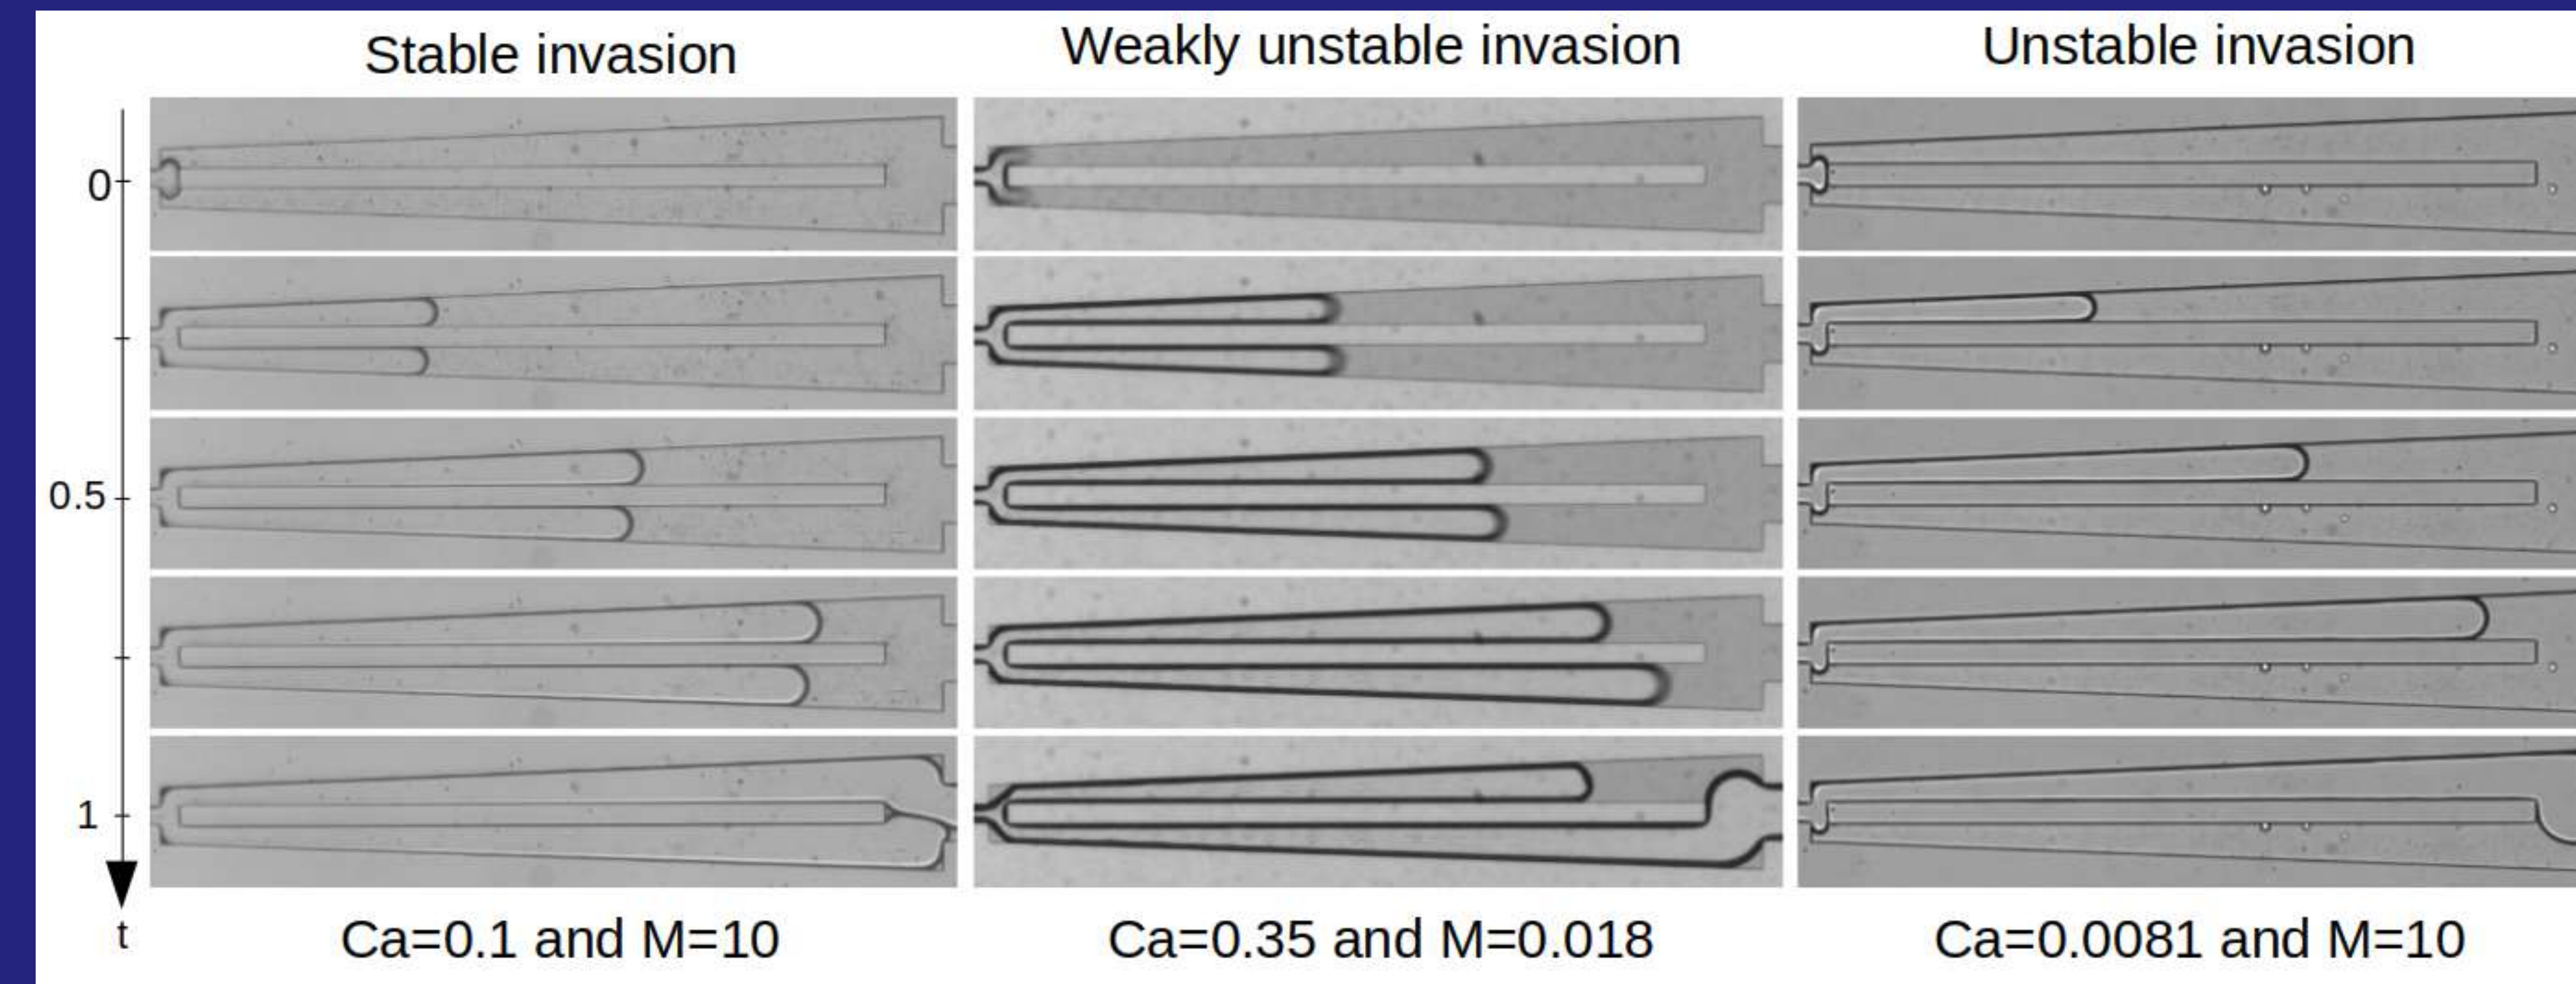 Stable invasion
Weakly unstable invasion
Unstable invasion
0
0.5
1
t
Ca=0.1 and M=10
Ca=0.35 and M=0.018
Ca=0.0081 and M=10